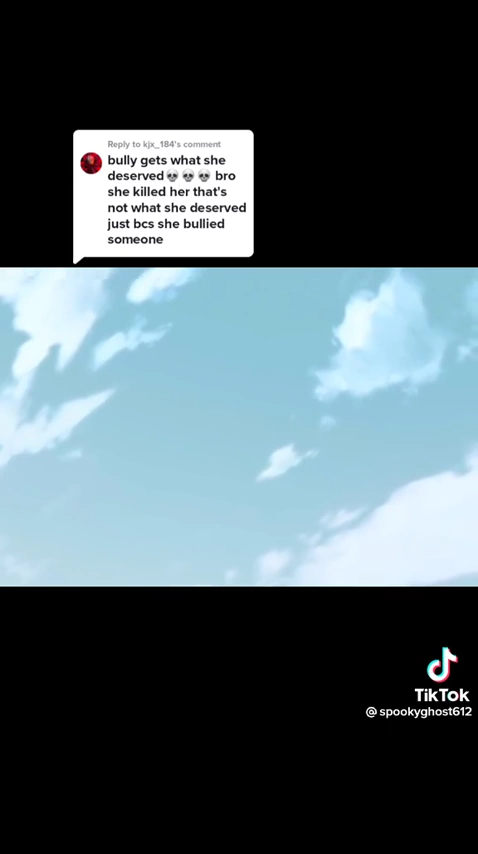 Reply to kjx_184's comment
bully gets what she
deserved💀💀💀 bro
she killed her that's
not what she deserved
just bcs she bullied
someone
TikTok
@spookyghost612